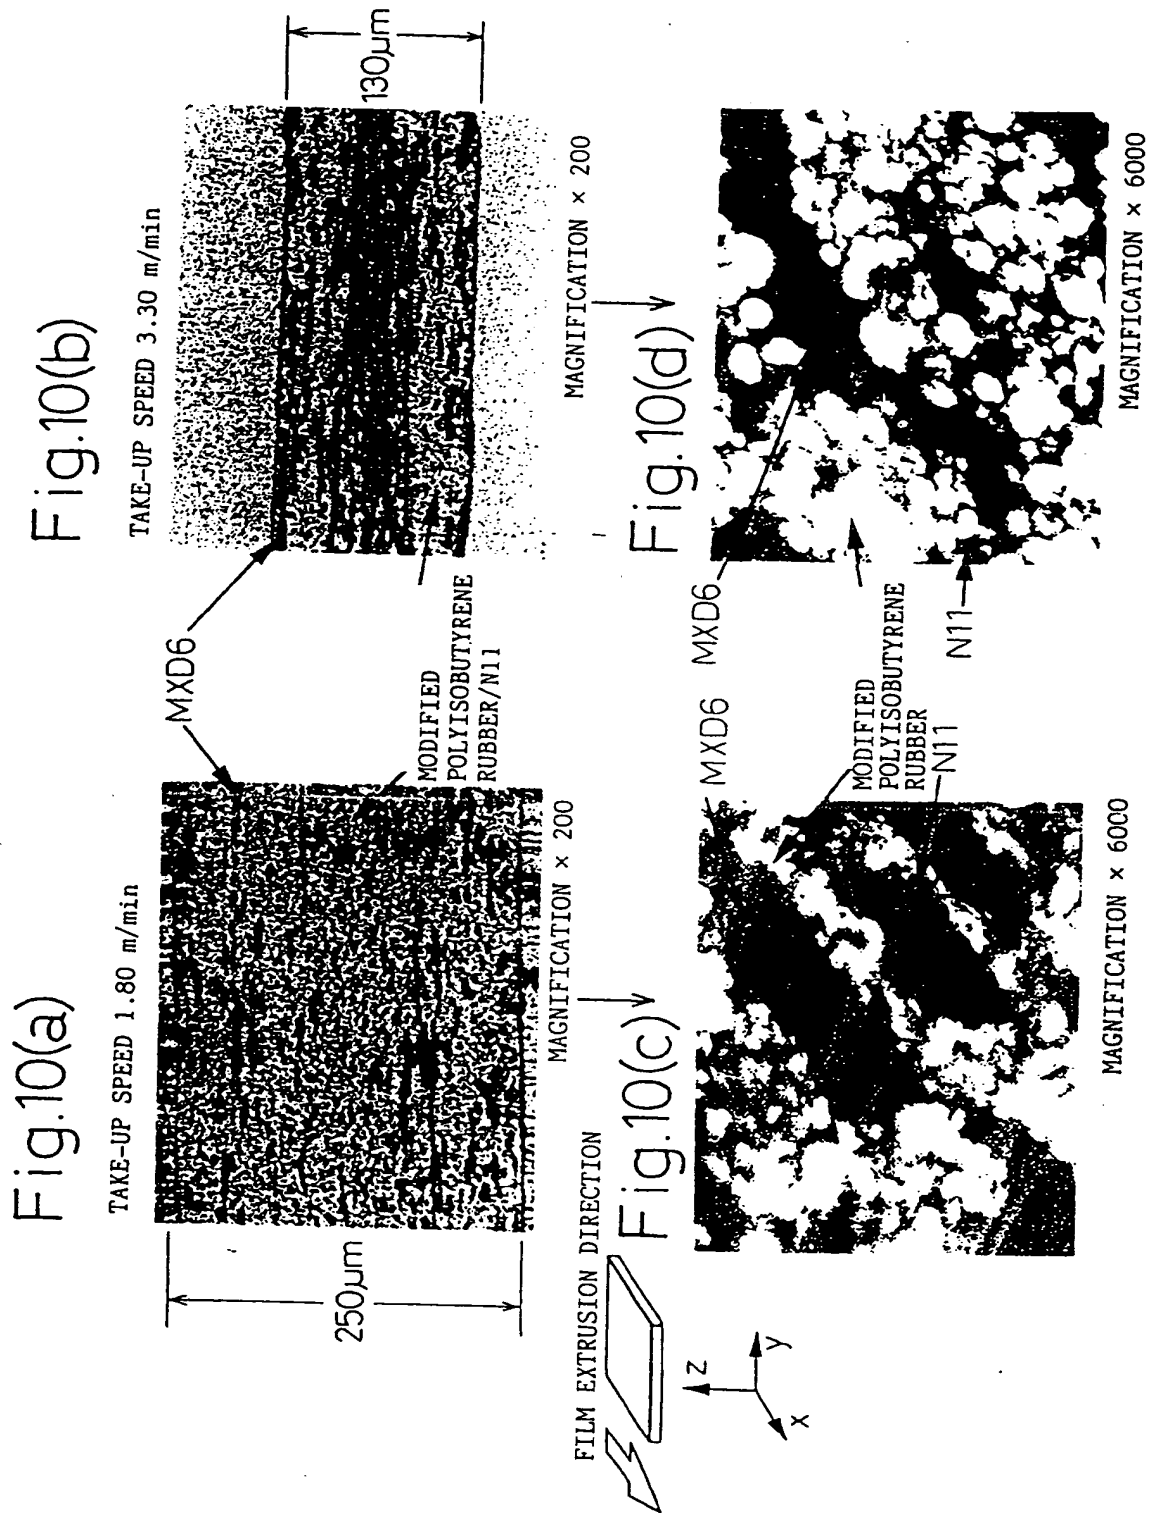 Fig.10(a)
TAKE-UP SPEED 1.80 m/min
250μm
MAGNIFICATION × 200
Fig.10(b)
TAKE-UP SPEED 3.30 m/min
130μm
MAGNIFICATION × 200
MXD6
MODIFIED
POLYISOBUTYRENE
RUBBER/N11
FILM EXTRUSION DIRECTION
z
y
x
Fig.10(c)
MXD6
MODIFIED
POLYISOBUTYRENE
RUBBER
N11
MAGNIFICATION × 6000
Fig.10(d)
MXD6
N11
MAGNIFICATION × 6000